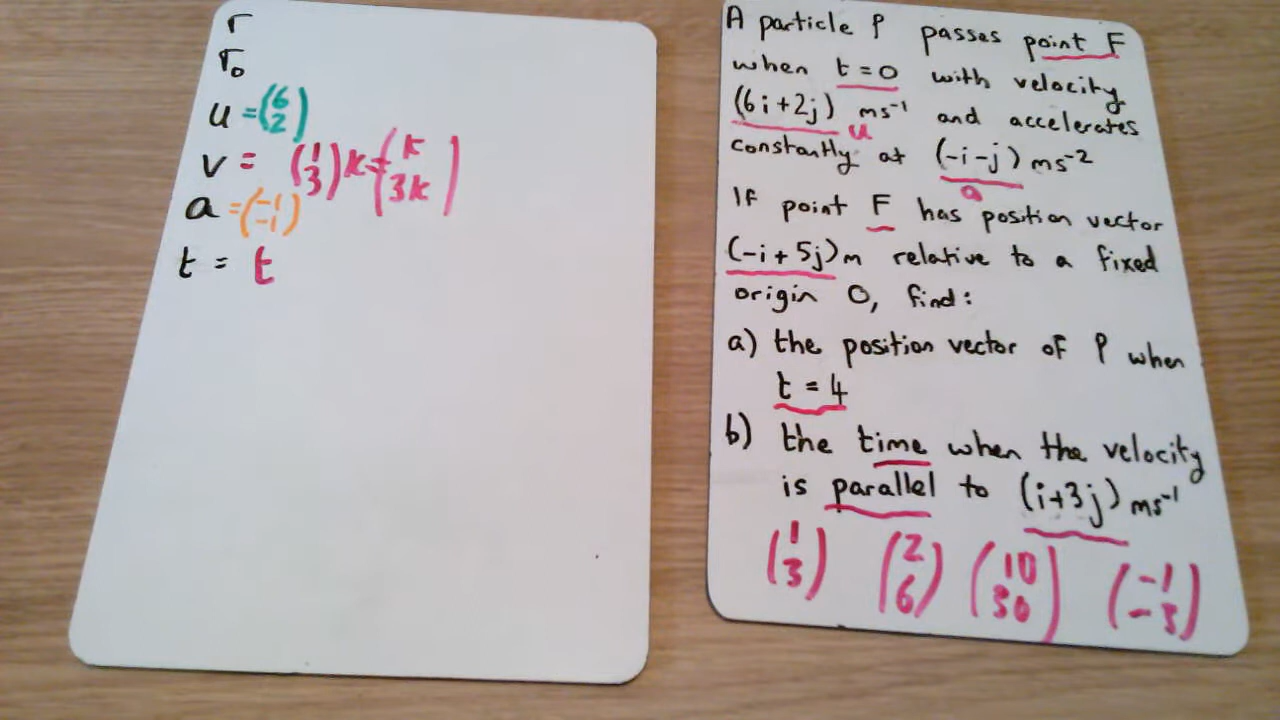 r
r₀
u = (6 2)
v = (1 3)k = (k 3k)
a = (-1 -1)
t = t
A particle P passes point F
when t = 0 with velocity
(6i + 2j) ms⁻¹ and accelerates
u
constantly at (-i - j) ms⁻²
a
If point F has position vector
(-i + 5j)m relative to a fixed
origin O, find:
a) the position vector of P when
t = 4
b) the time when the velocity
is parallel to (i+3j) ms⁻¹
(1 3) (2 6) (10 30) (-1 -3)